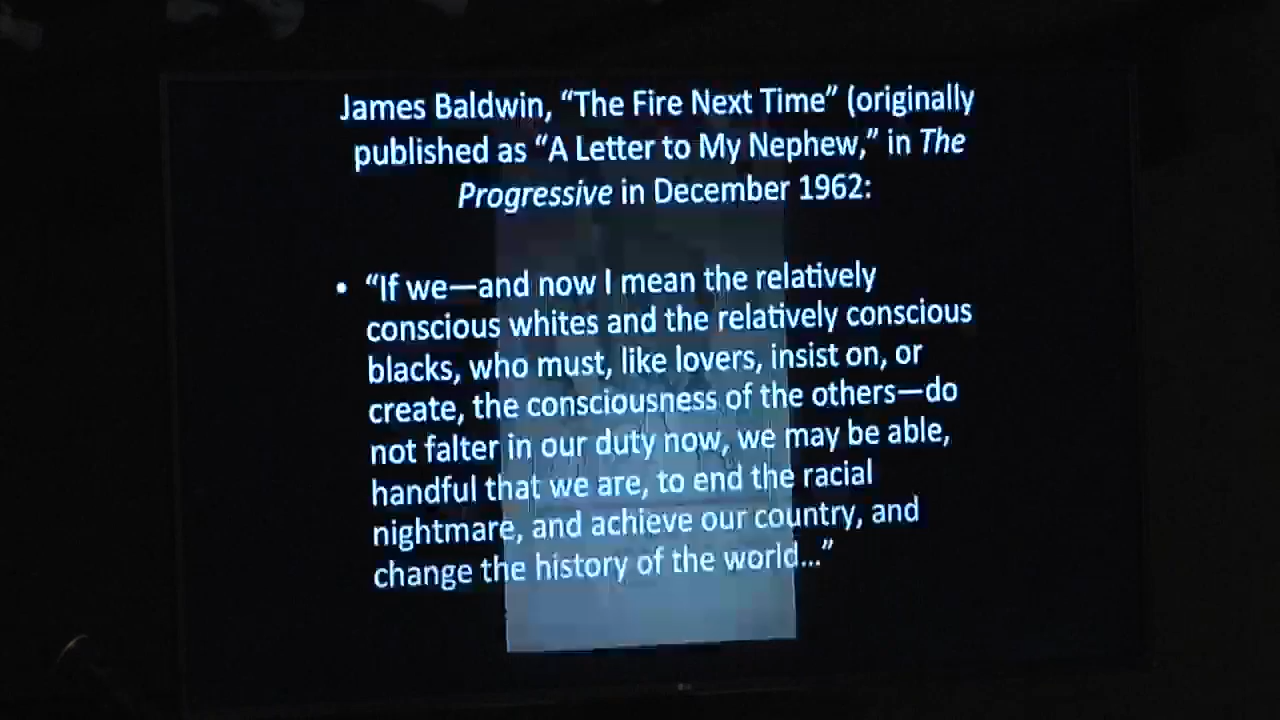 James Baldwin, “The Fire Next Time” (originally
published as “A Letter to My Nephew,” in The
Progressive in December 1962:
• “If we—and now I mean the relatively
conscious whites and the relatively conscious
blacks, who must, like lovers, insist on, or
create, the consciousness of the others—do
not falter in our duty now, we may be able,
handful that we are, to end the racial
nightmare, and achieve our country, and
change the history of the world...”
LG